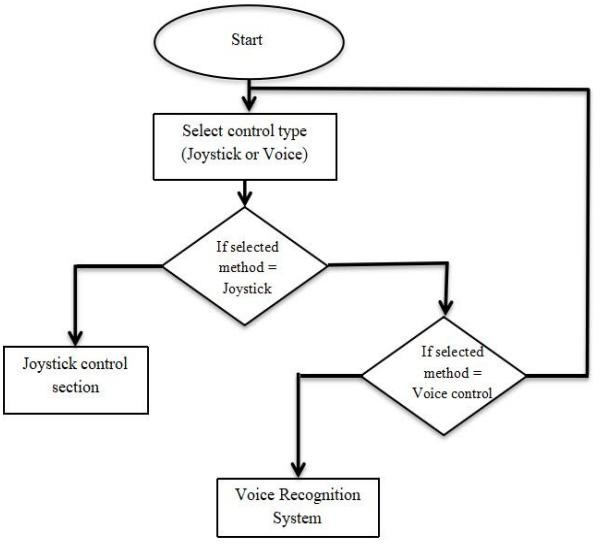 Start
Select control type
(Joystick or Voice)
If selected
method =
Joystick
Joystick control
section
If selected
method =
Voice control
Voice Recognition
System